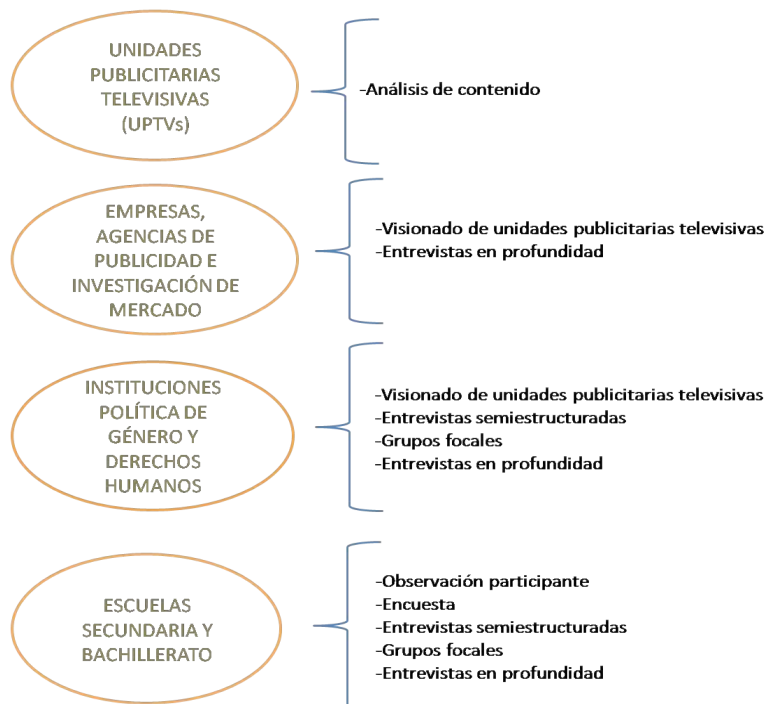 UNIDADES
PUBLICITARIAS
TELEVISIVAS
(UPTVs)
-Análisis de contenido
EMPRESAS,
AGENCIAS DE
PUBLICIDAD E
INVESTIGACIÓN DE
MERCADO
-Visionado de unidades publicitarias televisivas
-Entrevistas en profundidad
INSTITUCIONES
POLÍTICA DE
GÉNERO Y
DERECHOS
HUMANOS
-Visionado de unidades publicitarias televisivas
-Entrevistas semiestructuradas
-Grupos focales
-Entrevistas en profundidad
ESCUELAS
SECUNDARIA Y
BACHILLERATO
-Observación participante
-Encuesta
-Entrevistas semiestructuradas
-Grupos focales
-Entrevistas en profundidad